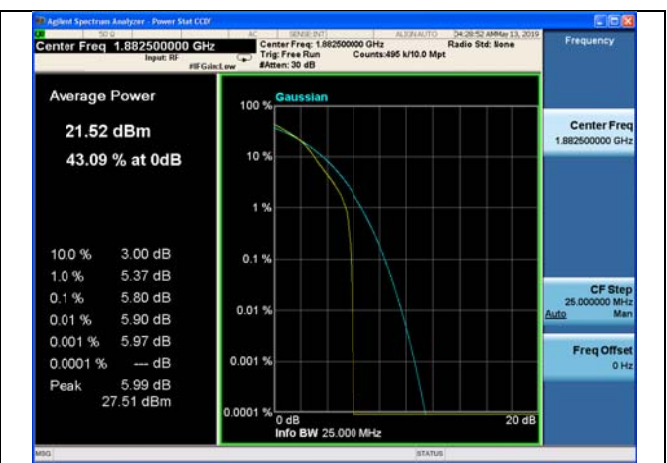 Agilent Spectrum Analyzer - Power Stat CCDF
50 Ω AC SENSE:INT ALIGN AUTO 04:28:52 AM May 13, 2019
Center Freq 1.882500000 GHz
Center Freq: 1.882500000 GHz Radio Std: None
Input: RF
Trig: Free Run Counts:495 k/10.0 Mpt
#IFGain:Low #Atten: 30 dB
Frequency
Average Power
21.52 dBm
43.09 % at 0dB
10.0 % 3.00 dB
1.0 % 5.37 dB
0.1 % 5.80 dB
0.01 % 5.90 dB
0.001 % 5.97 dB
0.0001 % --- dB
Peak 5.99 dB
27.51 dBm
Gaussian
100 %
10 %
1 %
0.1 %
0.01 %
0.001 %
0.0001 %
0 dB 20 dB
Info BW 25.000 MHz
Center Freq
1.882500000 GHz
CF Step
25.000000 MHz
Auto Man
Freq Offset
0 Hz
MSG STATUS